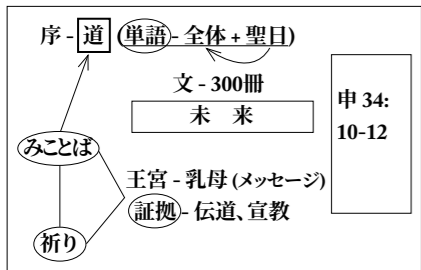 序 - 道 (単語 - 全体 + 聖日)
文 - 300冊
未 来
申 34:
10-12
みことば
王宮 - 乳母 (メッセージ)
証拠 - 伝道、宣教
祈り